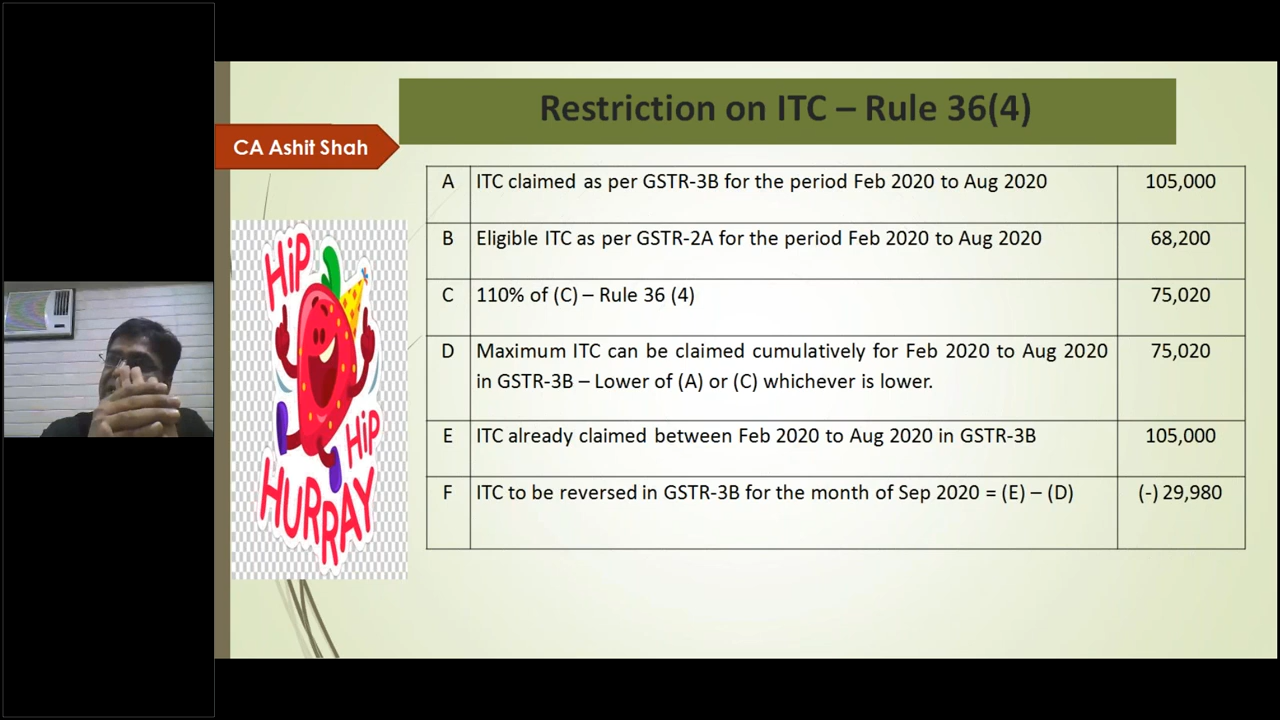 Restriction on ITC – Rule 36(4)
CA Ashit Shah
A ITC claimed as per GSTR-3B for the period Feb 2020 to Aug 2020 105,000
B Eligible ITC as per GSTR-2A for the period Feb 2020 to Aug 2020 68,200
C 110% of (C) – Rule 36 (4) 75,020
D Maximum ITC can be claimed cumulatively for Feb 2020 to Aug 2020 75,020
in GSTR-3B – Lower of (A) or (C) whichever is lower.
E ITC already claimed between Feb 2020 to Aug 2020 in GSTR-3B 105,000
F ITC to be reversed in GSTR-3B for the month of Sep 2020 = (E) – (D) (-) 29,980
HiP
HiP
HURRAY